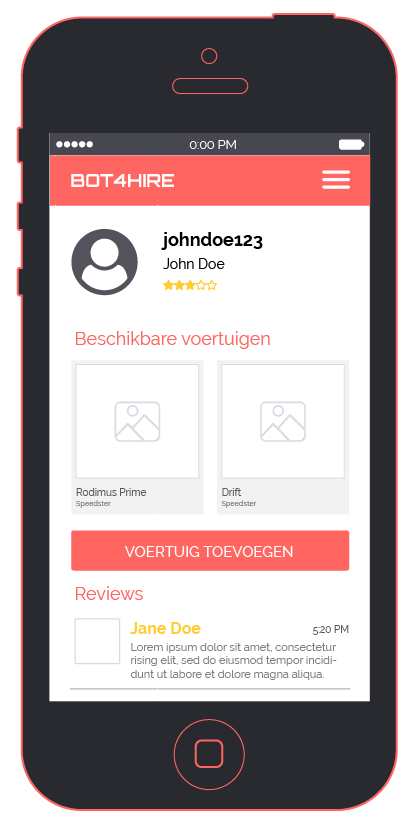 0:00 PM
BOT4HIRE
johndoe123
John Doe
Beschikbare voertuigen
Rodimus Prime
Speedster
Drift
Speedster
VOERTUIG TOEVOEGEN
Reviews
Jane Doe
5:20 PM
Lorem ipsum dolor sit amet, consectetur
rising elit, sed do eiusmod tempor incidi-
dunt ut labore et dolore magna aliqua.